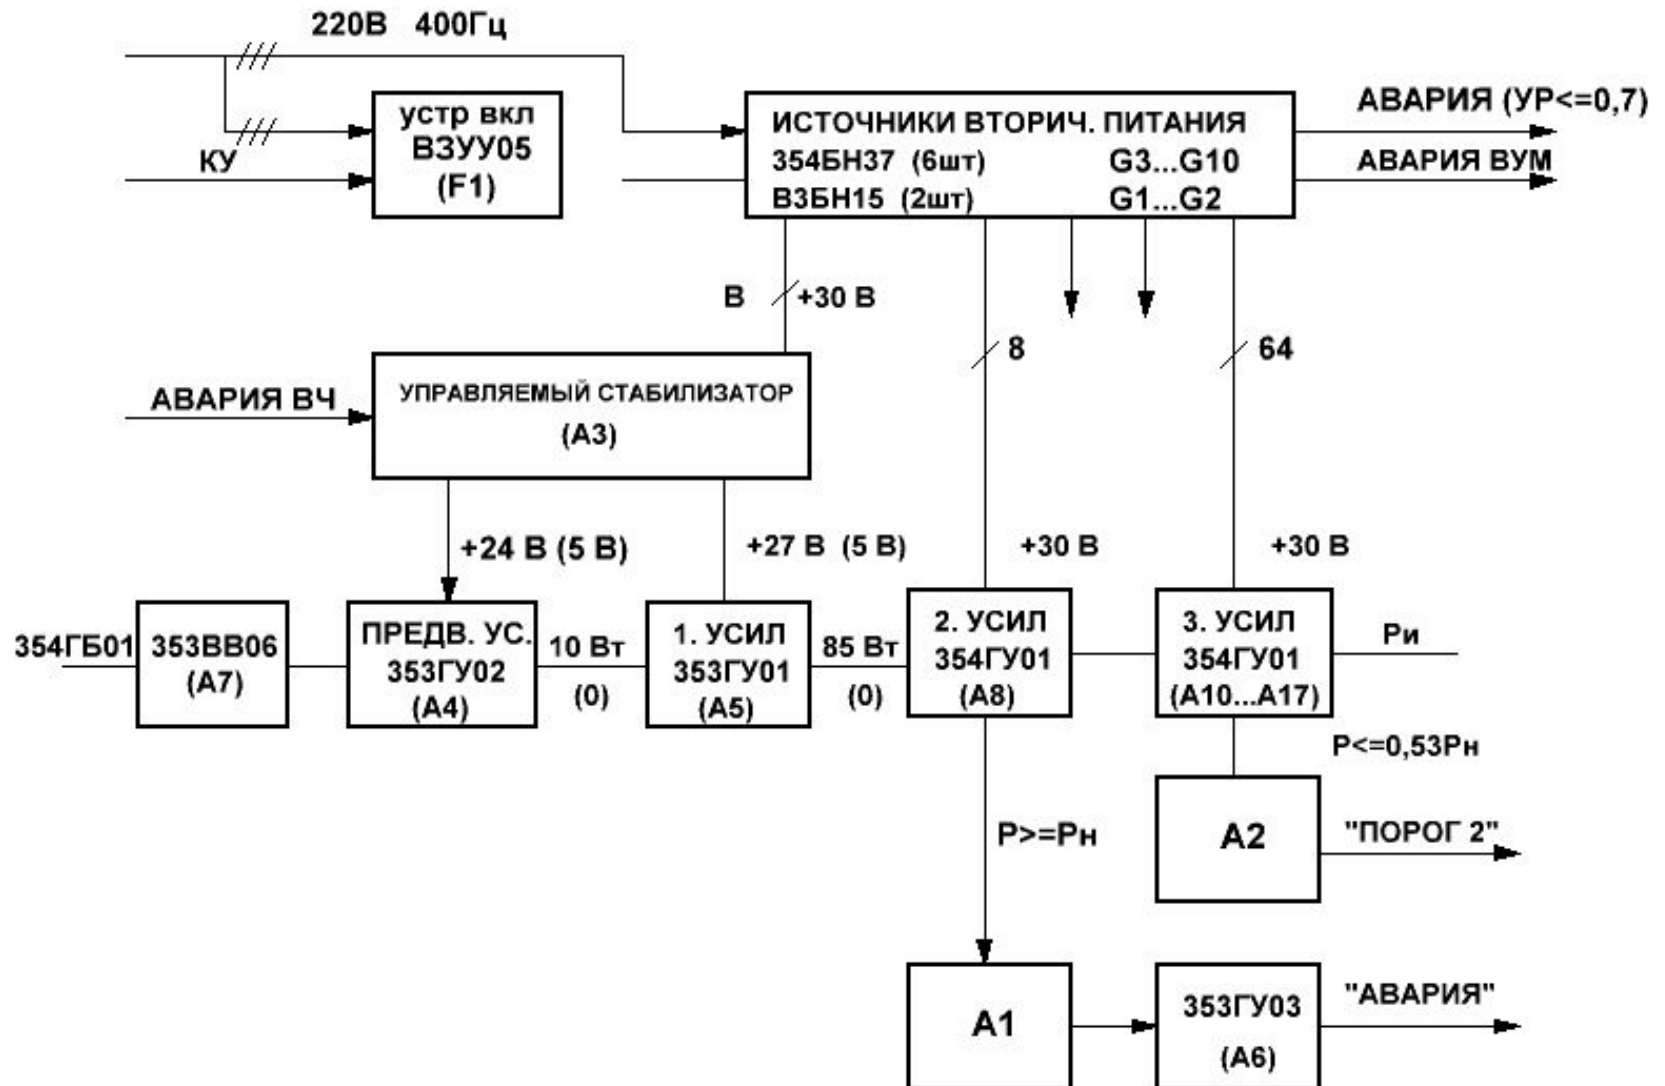 220В 400Гц
устр вкл
ВЗУУ05
(F1)
КУ
ИСТОЧНИКИ ВТОРИЧ. ПИТАНИЯ
354БН37 (6шт) G3...G10
ВЗБН15 (2шт) G1...G2
АВАРИЯ (УР<=0,7)
АВАРИЯ ВУМ
В +30 В
8
64
АВАРИЯ ВЧ
УПРАВЛЯЕМЫЙ СТАБИЛИЗАТОР
(А3)
+24 В (5 В)
+27 В (5 В)
+30 В
+30 В
354ГБ01
353ВВ06
(А7)
ПРЕДВ. УС.
353ГУ02
(А4)
10 Вт
(0)
1. УСИЛ
353ГУ01
(А5)
85 Вт
(0)
2. УСИЛ
354ГУ01
(А8)
3. УСИЛ
354ГУ01
(А10...А17)
Ри
Р<=0,53Рн
Р>=Рн
А2
"ПОРОГ 2"
А1
353ГУ03
(А6)
"АВАРИЯ"